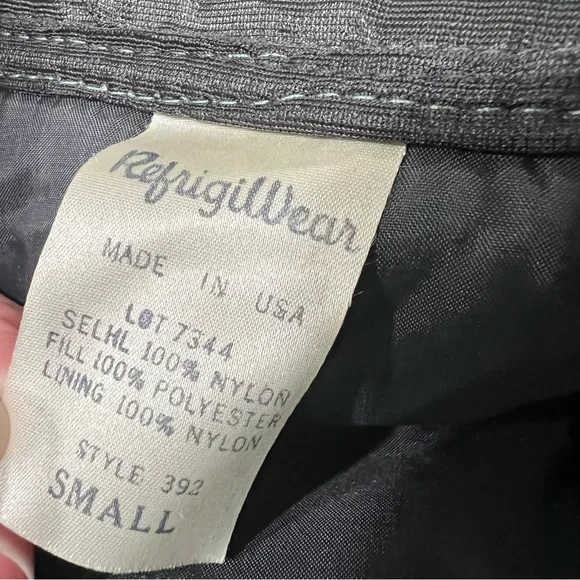 RefrigiWear
MADE IN USA
LOT 7344
SELHL 100% NYLON
FILL 100% POLYESTER
LINING 100% NYLON
STYLE 392
SMALL